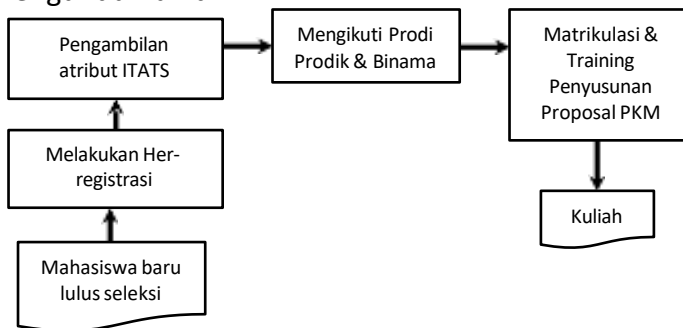 Pengambilan
atribut ITATS
Mengikuti Prodi
Prodik & Binama
Matrikulasi &
Training
Penyusunan
Proposal PKM
Melakukan Her-
registrasi
Kuliah
Mahasiswa baru
lulus seleksi